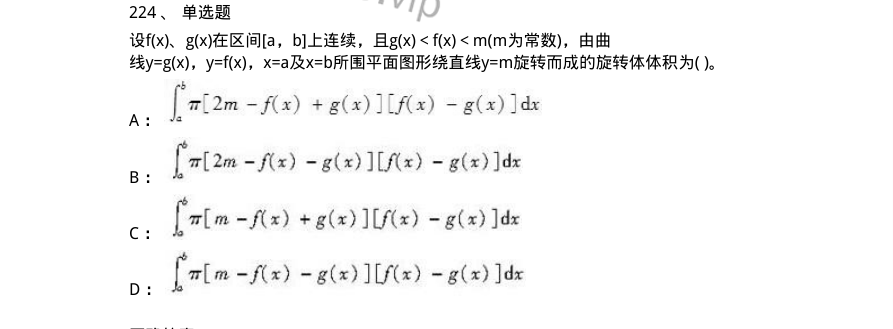 224 、 单选题
设f(x)、g(x)在区间[a，b]上连续，且g(x) < f(x) < m(m为常数)，由曲
线y=g(x)，y=f(x)，x=a及x=b所围平面图形绕直线y=m旋转而成的旋转体体积为( )。
A： ∫_a^b π[2m − f(x) + g(x)][f(x) − g(x)]dx
B： ∫_a^b π[2m − f(x) − g(x)][f(x) − g(x)]dx
C： ∫_a^b π[m − f(x) + g(x)][f(x) − g(x)]dx
D： ∫_a^b π[m − f(x) − g(x)][f(x) − g(x)]dx